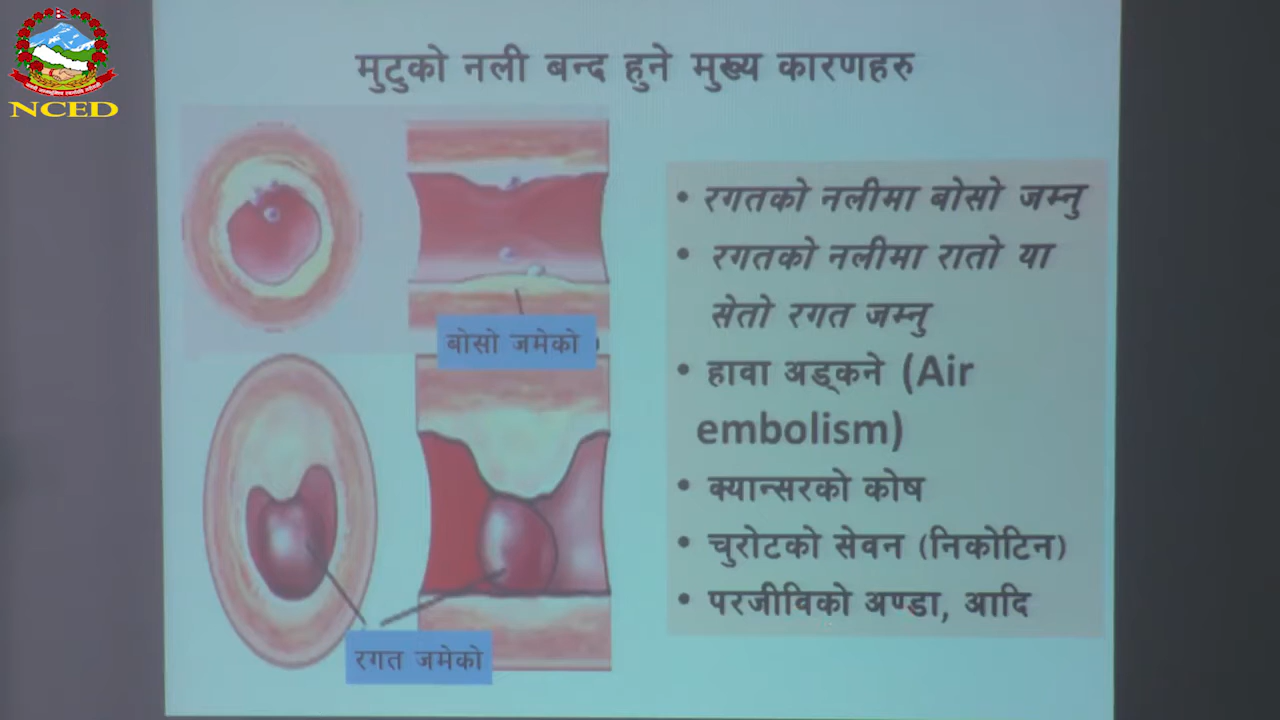 NCED
मुटुको नली बन्द हुने मुख्य कारणहरु
बोसो जमेको
रगत जमेको
• रगतको नलीमा बोसो जम्नु
• रगतको नलीमा रातो या
सेतो रगत जम्नु
• हावा अड्कने (Air
embolism)
• क्यान्सरको कोष
• चुरोटको सेवन (निकोटिन)
• परजीविको अण्डा, आदि